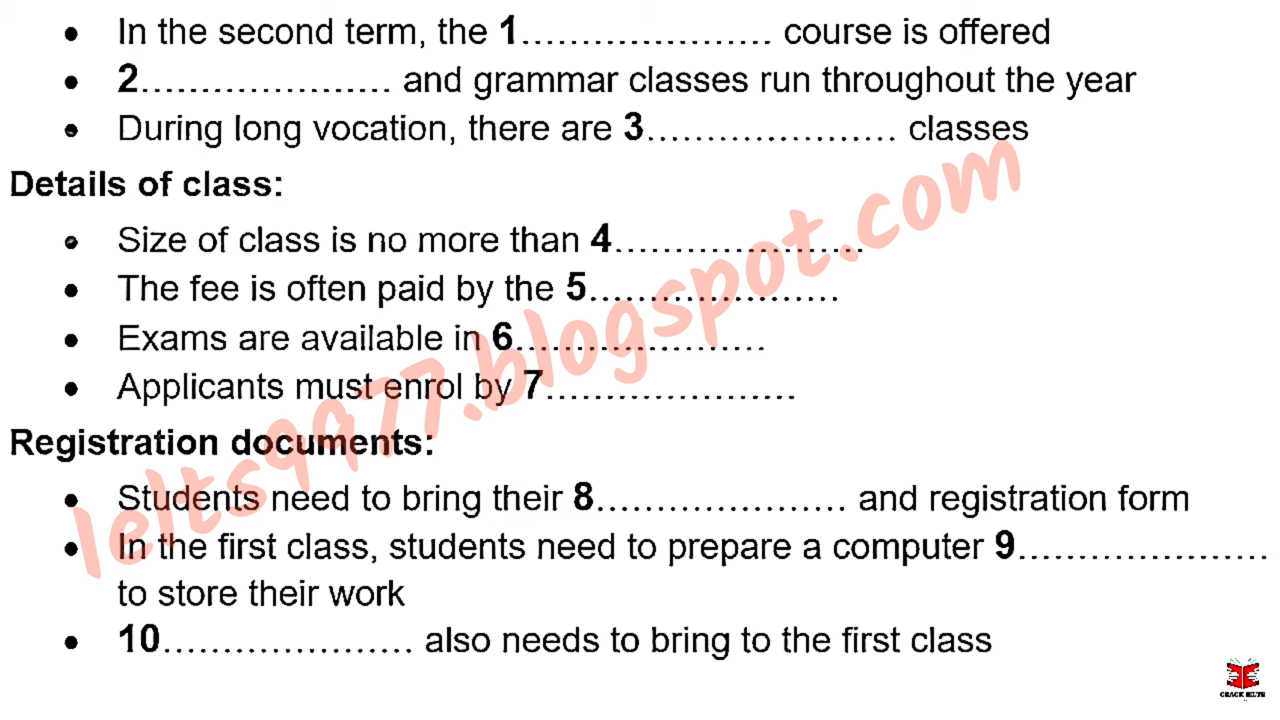 • In the second term, the 1..................... course is offered
• 2..................... and grammar classes run throughout the year
• During long vocation, there are 3..................... classes
Details of class:
• Size of class is no more than 4.....................
• The fee is often paid by the 5.....................
• Exams are available in 6.....................
• Applicants must enrol by 7.....................
Registration documents:
• Students need to bring their 8..................... and registration form
• In the first class, students need to prepare a computer 9.....................
to store their work
• 10..................... also needs to bring to the first class
Ielts9977.blogspot.com
CRACK IELTS